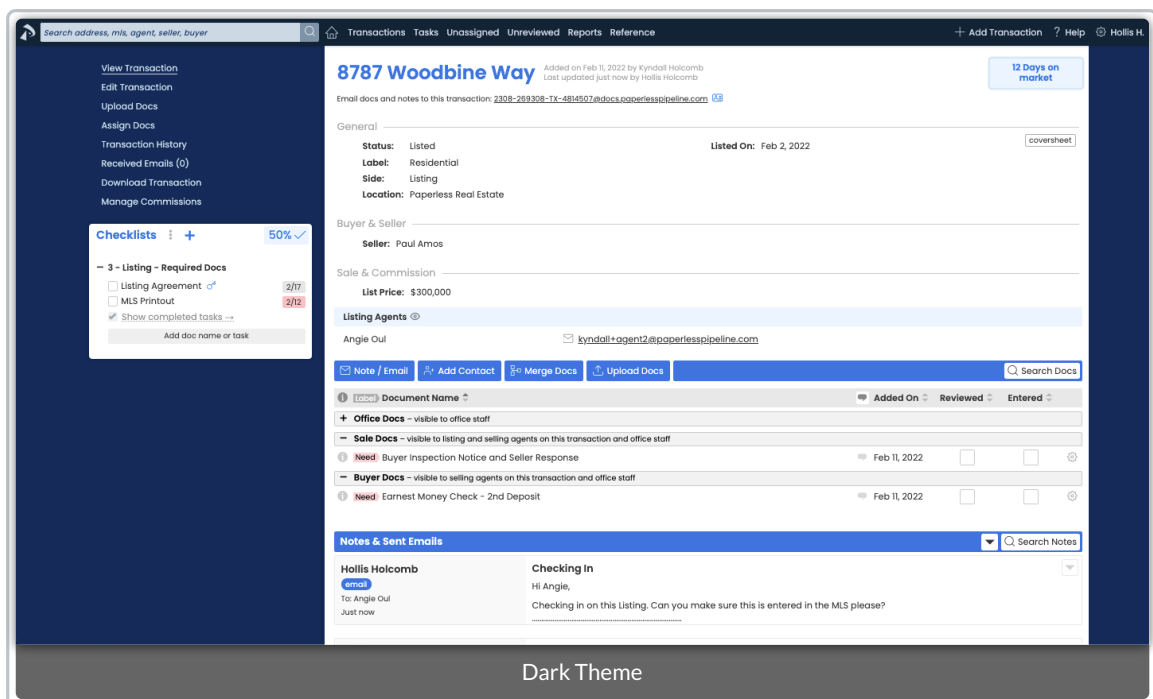 Search address, mls, agent, seller, buyer
Transactions Tasks Unassigned Unreviewed Reports Reference
+ Add Transaction ? Help Hollis H.
View Transaction
Edit Transaction
Upload Docs
Assign Docs
Transaction History
Received Emails (0)
Download Transaction
Manage Commissions
Checklists + 50%
– 3 - Listing - Required Docs
Listing Agreement 2/17
MLS Printout 2/12
Show completed tasks →
Add doc name or task
8787 Woodbine Way
Added on Feb 11, 2022 by Kyndall Holcomb
Last updated just now by Hollis Holcomb
12 Days on
market
Email docs and notes to this transaction: 2308-269308-TX-4814507@docs.paperlesspipeline.com
General
coversheet
Status: Listed Listed On: Feb 2, 2022
Label: Residential
Side: Listing
Location: Paperless Real Estate
Buyer & Seller
Seller: Paul Amos
Sale & Commission
List Price: $300,000
Listing Agents
Angie Oul kyndall+agent2@paperlesspipeline.com
Note / Email Add Contact Merge Docs Upload Docs Search Docs
Label Document Name Added On Reviewed Entered
+ Office Docs – visible to office staff
– Sale Docs – visible to listing and selling agents on this transaction and office staff
Need Buyer Inspection Notice and Seller Response Feb 11, 2022
– Buyer Docs – visible to selling agents on this transaction and office staff
Need Earnest Money Check - 2nd Deposit Feb 11, 2022
Notes & Sent Emails Search Notes
Hollis Holcomb
email
To: Angie Oul
Just now
Checking In
Hi Angie,
Checking in on this Listing. Can you make sure this is entered in the MLS please?
Dark Theme